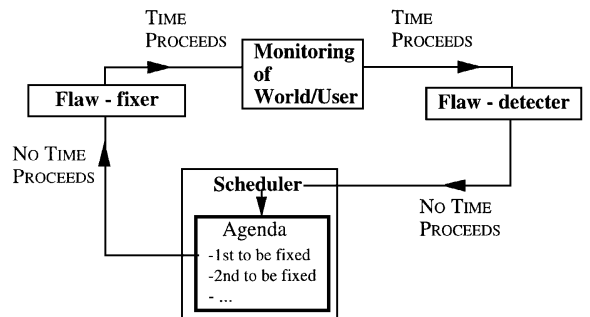 TIME
PROCEEDS
TIME
PROCEEDS
Monitoring
of
World/User
Flaw - fixer
Flaw - detecter
NO TIME
PROCEEDS
Scheduler
NO TIME
PROCEEDS
Agenda
-1st to be fixed
-2nd to be fixed
- ...